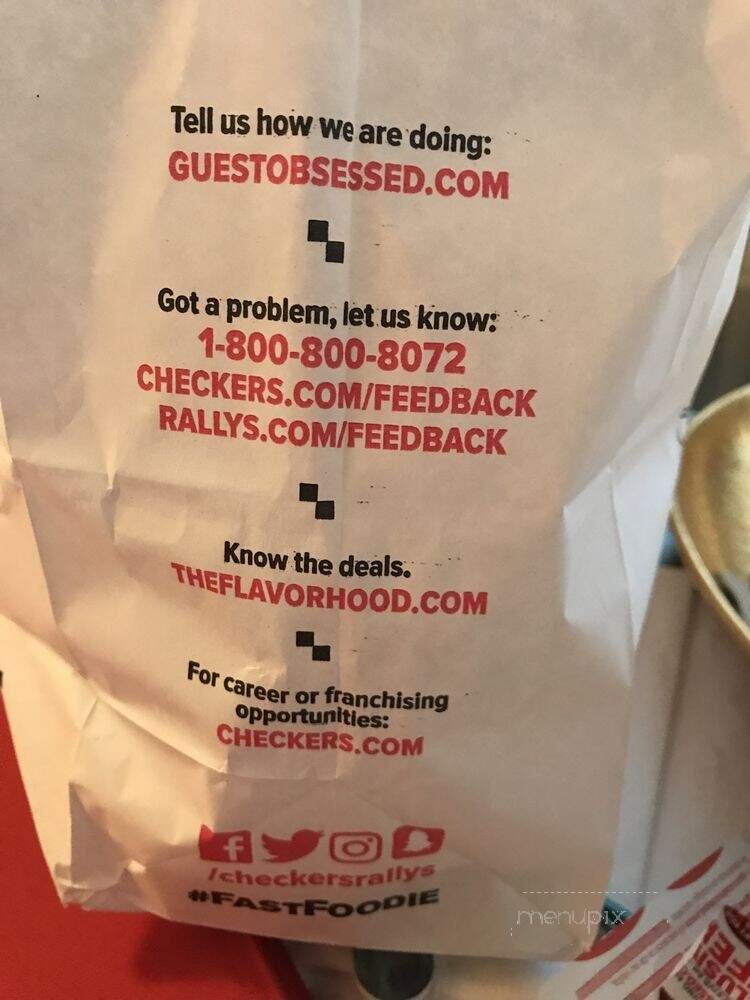 Tell us how we are doing:
GUESTOBSESSED.COM
Got a problem, let us know:
1-800-800-8072
CHECKERS.COM/FEEDBACK
RALLYS.COM/FEEDBACK
Know the deals.
THEFLAVORHOOD.COM
For career or franchising
opportunities:
CHECKERS.COM
/checkersrallys
#FASTFOODIE
menupix